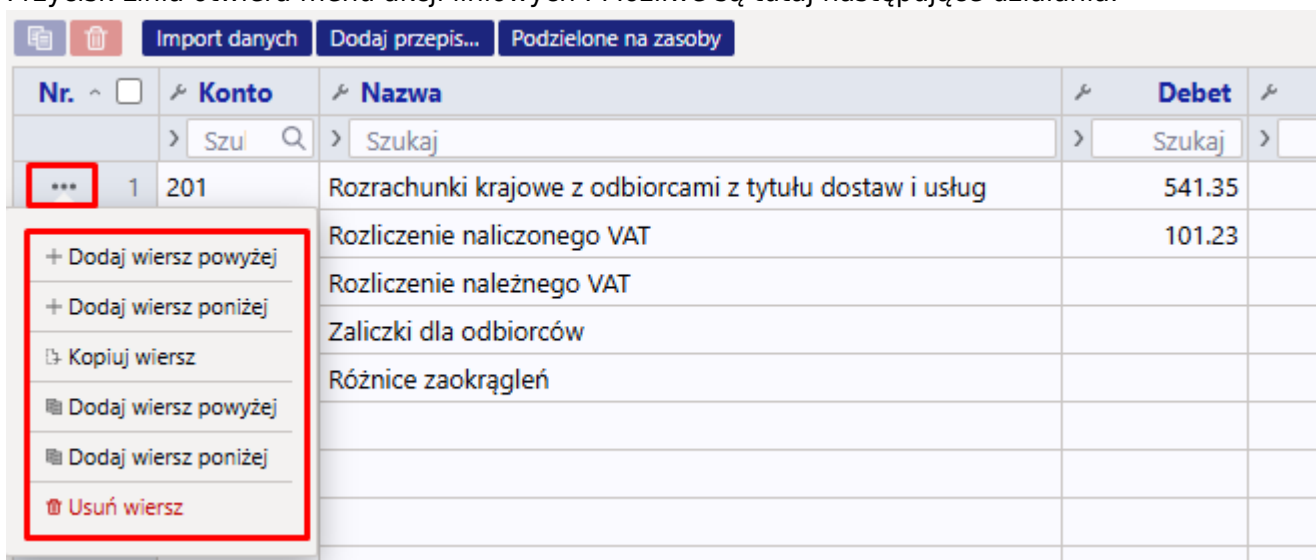 Import danych Dodaj przepis... Podzielone na zasoby
Nr. Konto Nazwa Debet
Szu Szukaj Szukaj
1 201 Rozrachunki krajowe z odbiorcami z tytułu dostaw i usług 541.35
Rozliczenie naliczonego VAT 101.23
+ Dodaj wiersz powyżej
Rozliczenie należnego VAT
+ Dodaj wiersz poniżej
Zaliczki dla odbiorców
Kopiuj wiersz
Różnice zaokrągleń
Dodaj wiersz powyżej
Dodaj wiersz poniżej
Usuń wiersz